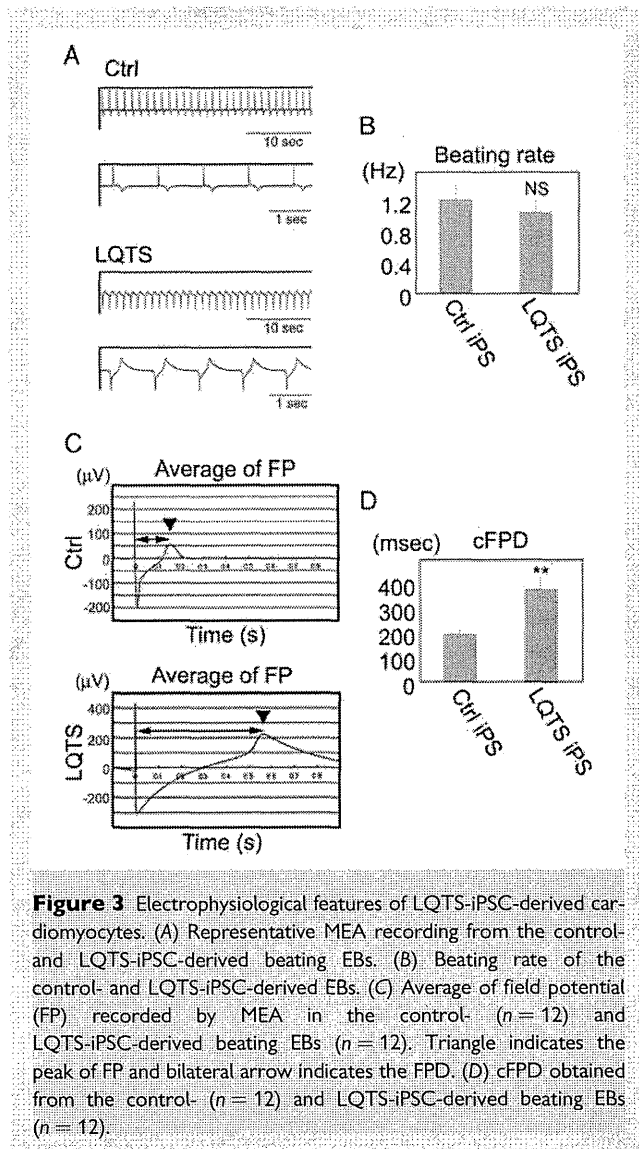 A
Ctrl
10 sec
1 sec
LQTS
10 sec
1 sec
B
Beating rate
(Hz)
NS
1.2
0.8
0.4
0
Ctrl iPS
LQTS iPS
C
Average of FP
(μV)
200
100
0
-100
-200
Ctrl
Time (s)
Average of FP
(μV)
400
200
0
-200
LQTS
Time (s)
D
cFPD
(msec)
**
400
300
200
100
0
Ctrl iPS
LQTS iPS
Figure 3 Electrophysiological features of LQTS-iPSC-derived car-
diomyocytes. (A) Representative MEA recording from the control-
and LQTS-iPSC-derived beating EBs. (B) Beating rate of the
control- and LQTS-iPSC-derived EBs. (C) Average of field potential
(FP) recorded by MEA in the control- (n = 12) and
LQTS-iPSC-derived beating EBs (n = 12). Triangle indicates the
peak of FP and bilateral arrow indicates the FPD. (D) cFPD obtained
from the control- (n = 12) and LQTS-iPSC-derived beating EBs
(n = 12).